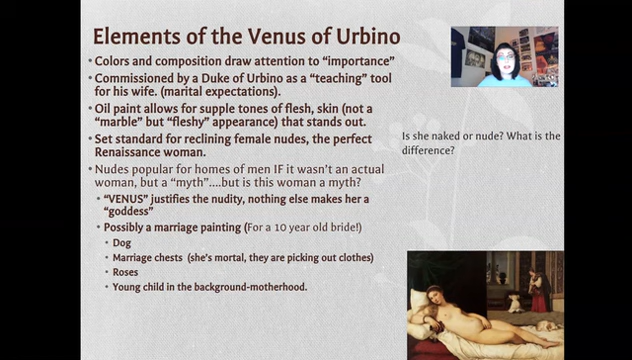 Elements of the Venus of Urbino
• Colors and composition draw attention to “importance”
• Commissioned by a Duke of Urbino as a “teaching” tool
for his wife. (marital expectations).
• Oil paint allows for supple tones of flesh, skin (not a
“marble” but “fleshy” appearance) that stands out.
• Set standard for reclining female nudes, the perfect
Renaissance woman.
• Nudes popular for homes of men IF it wasn’t an actual
woman, but a “myth”....but is this woman a myth?
• “VENUS” justifies the nudity, nothing else makes her a
“goddess”
• Possibly a marriage painting (For a 10 year old bride!)
• Dog
• Marriage chests (she’s mortal, they are picking out clothes)
• Roses
• Young child in the background-motherhood.
Is she naked or nude? What is the
difference?